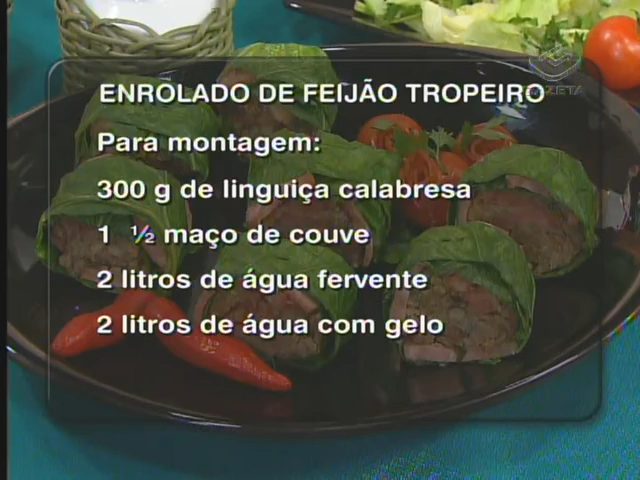 ENROLADO DE FEIJÃO TROPEIRO
Para montagem:
300 g de linguiça calabresa
1 ½ maço de couve
2 litros de água fervente
2 litros de água com gelo